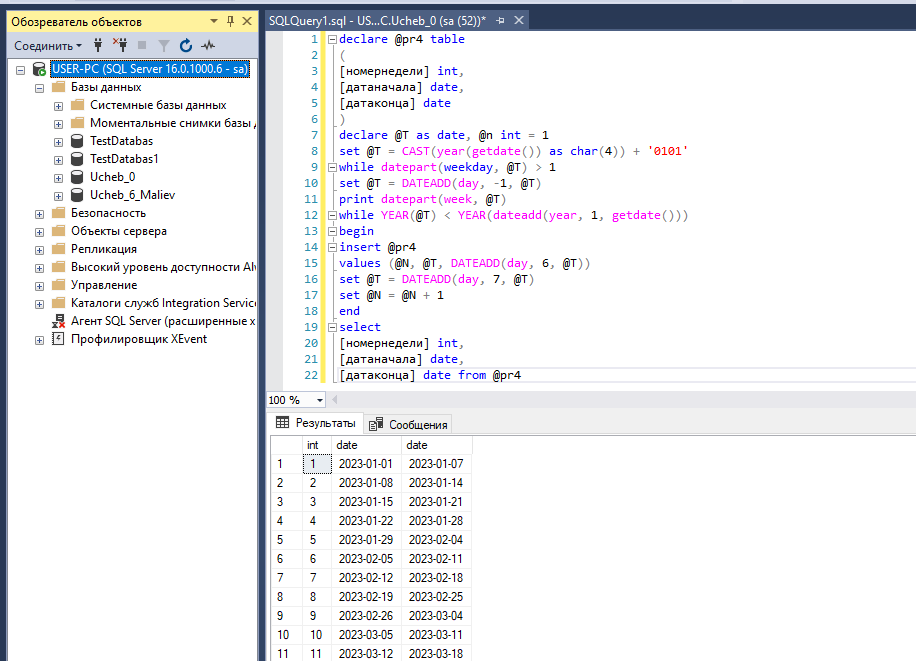 Обозреватель объектов
Соединить
USER-PC (SQL Server 16.0.1000.6 - sa)
Базы данных
Системные базы данных
Моментальные снимки базы
TestDatabas
TestDatabas1
Ucheb_0
Ucheb_6_Maliev
Безопасность
Объекты сервера
Репликация
Высокий уровень доступности Al
Управление
Каталоги служб Integration Service
Агент SQL Server (расширенные х
Профилировщик XEvent
SQLQuery1.sql - US...C.Ucheb_0 (sa (52))*
1 declare @pr4 table
2 (
3 [номернедели] int,
4 [датаначала] date,
5 [датаконца] date
6 )
7 declare @T as date, @n int = 1
8 set @T = CAST(year(getdate()) as char(4)) + '0101'
9 while datepart(weekday, @T) > 1
10 set @T = DATEADD(day, -1, @T)
11 print datepart(week, @T)
12 while YEAR(@T) < YEAR(dateadd(year, 1, getdate()))
13 begin
14 insert @pr4
15 values (@N, @T, DATEADD(day, 6, @T))
16 set @T = DATEADD(day, 7, @T)
17 set @N = @N + 1
18 end
19 select
20 [номернедели] int,
21 [датаначала] date,
22 [датаконца] date from @pr4
100 %
Результаты Сообщения
int date date
1 1 2023-01-01 2023-01-07
2 2 2023-01-08 2023-01-14
3 3 2023-01-15 2023-01-21
4 4 2023-01-22 2023-01-28
5 5 2023-01-29 2023-02-04
6 6 2023-02-05 2023-02-11
7 7 2023-02-12 2023-02-18
8 8 2023-02-19 2023-02-25
9 9 2023-02-26 2023-03-04
10 10 2023-03-05 2023-03-11
11 11 2023-03-12 2023-03-18